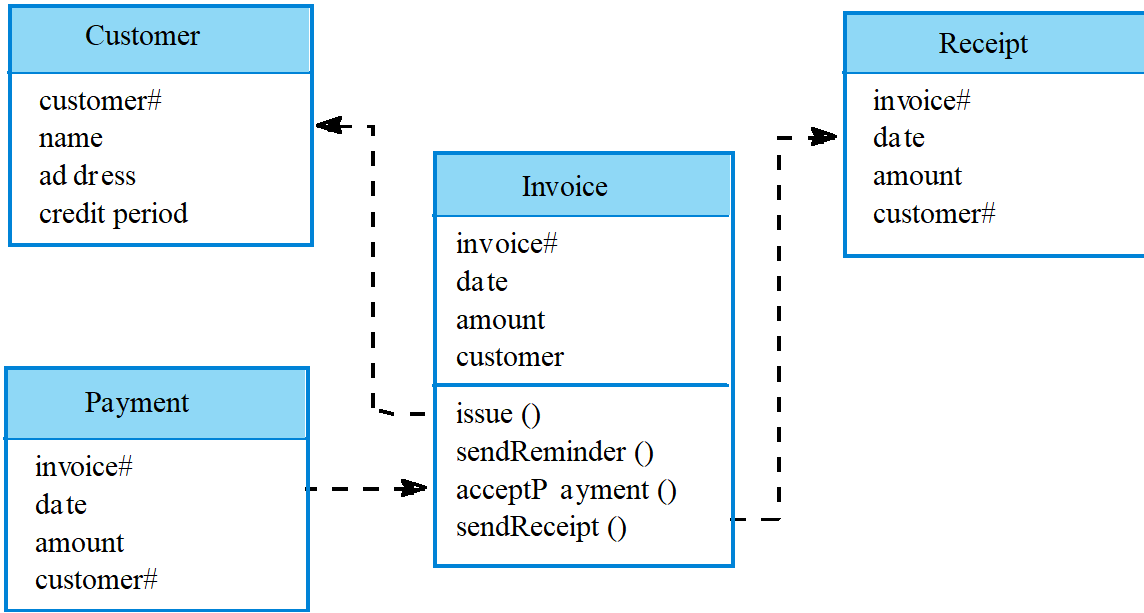 Customer
customer#
name
ad dress
credit period
Receipt
invoice#
date
amount
customer#
Invoice
invoice#
date
amount
customer
issue ()
sendReminder ()
acceptP ayment ()
sendReceipt ()
Payment
invoice#
date
amount
customer#